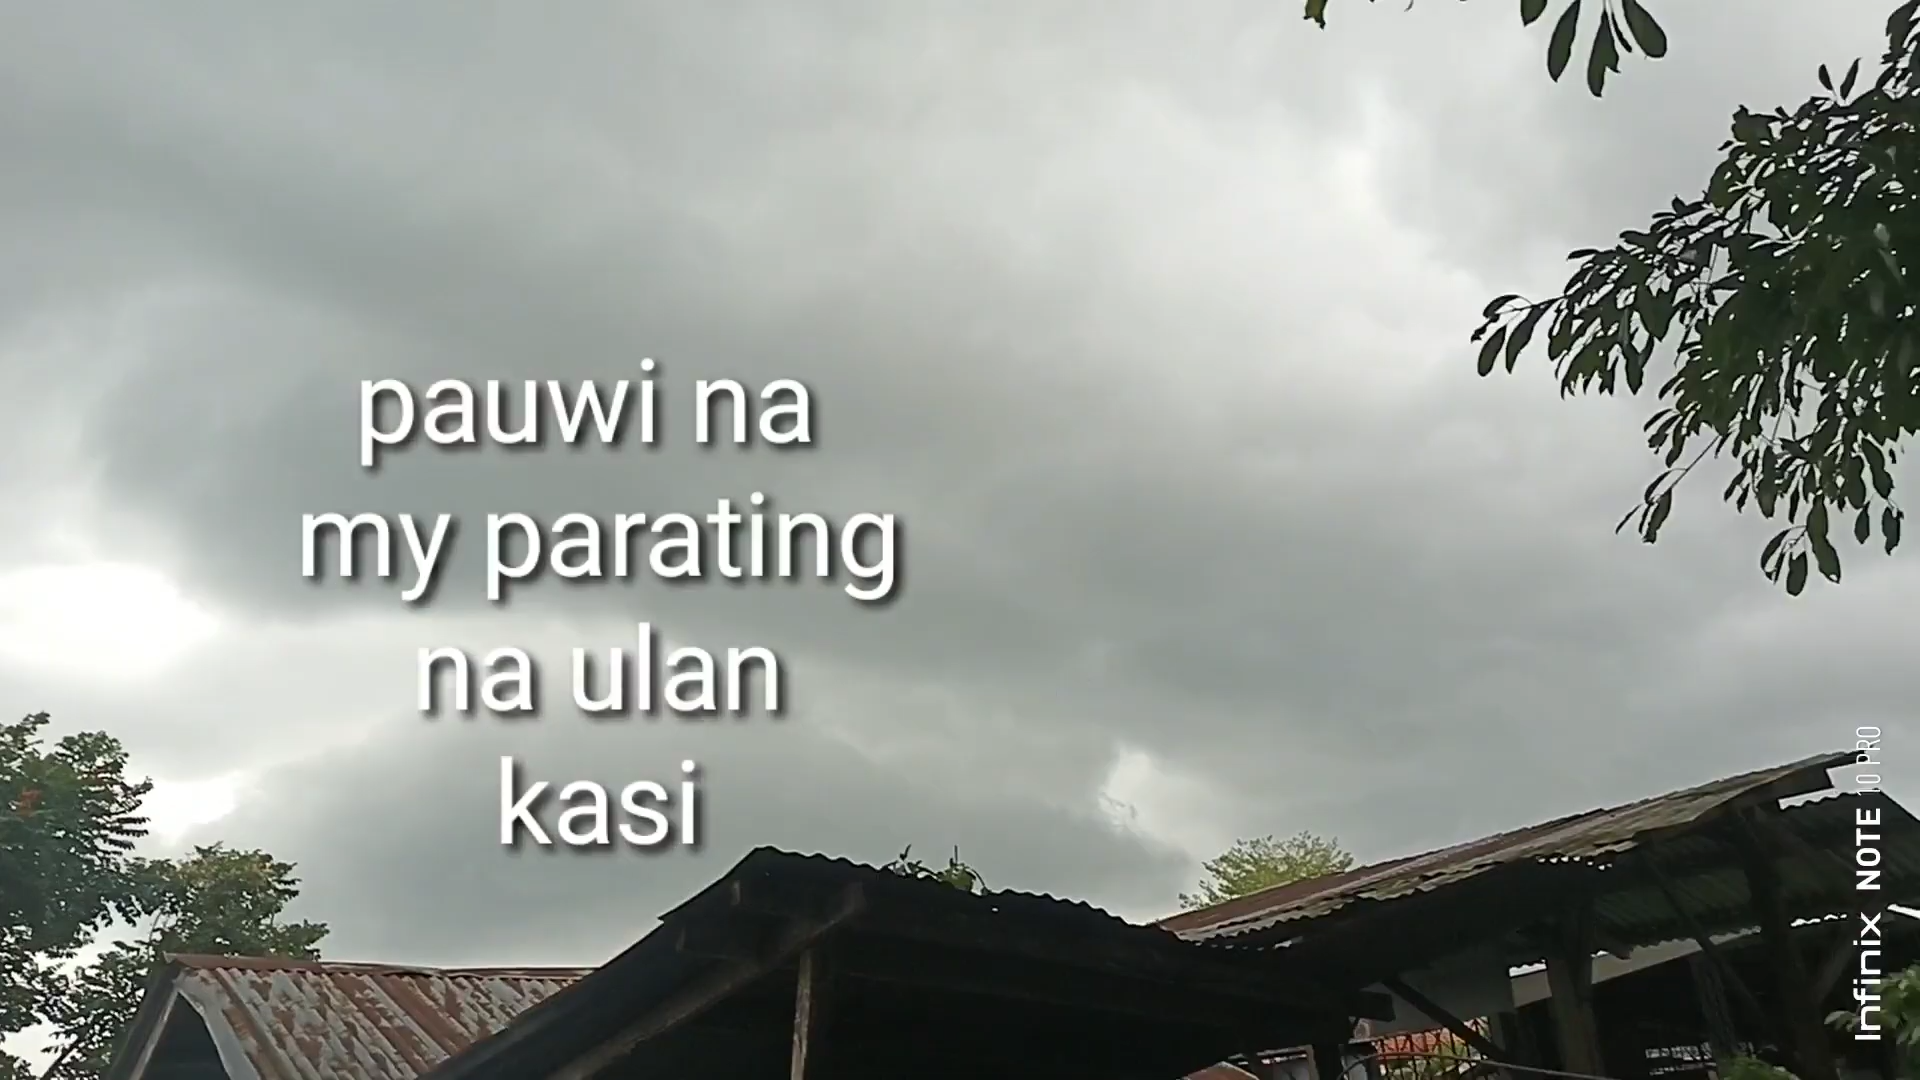 pauwi na
my parating
na ulan
kasi
Infinix NOTE 10 PRO